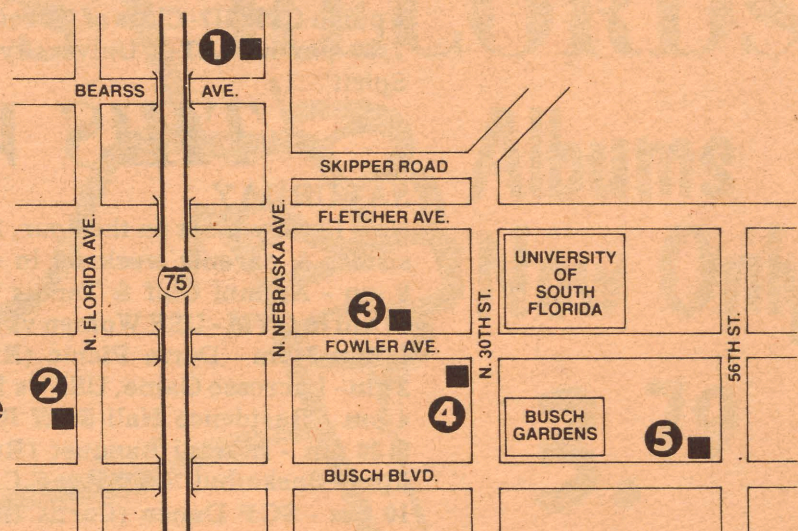 1
BEARSS AVE.
SKIPPER ROAD
FLETCHER AVE.
N. FLORIDA AVE.
75
N. NEBRASKA AVE.
UNIVERSITY
OF
SOUTH
FLORIDA
3
N. 30TH ST.
56TH ST.
FOWLER AVE.
2
4
BUSCH
GARDENS
5
BUSCH BLVD.